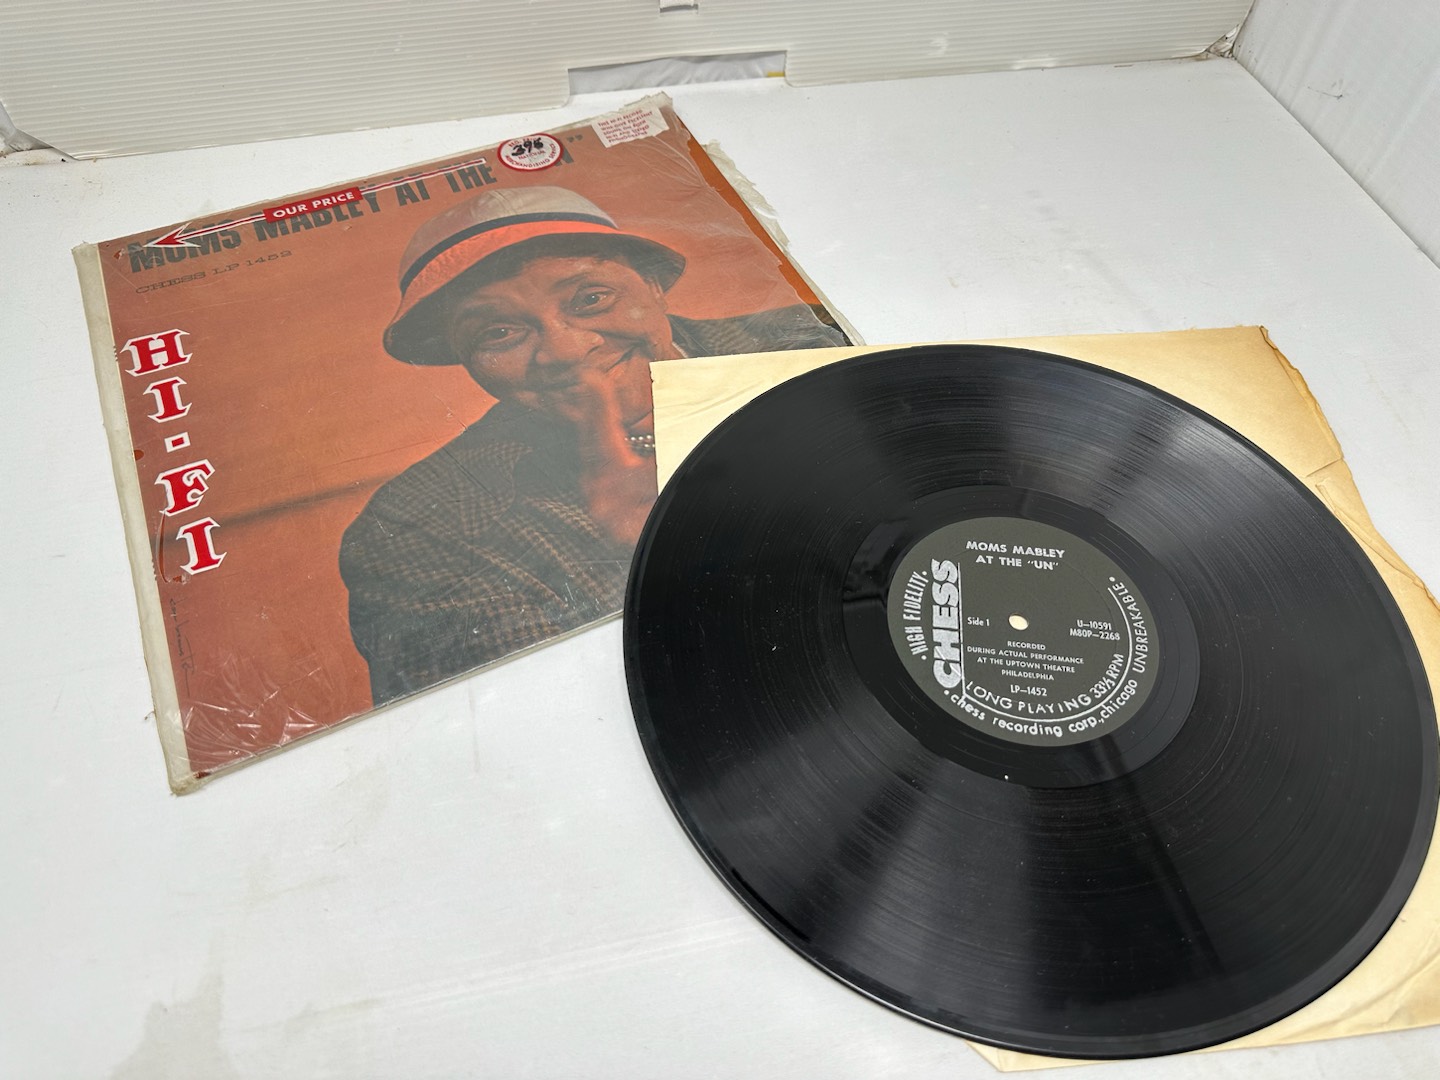 MOMS MABLEY AT THE "UN"
OUR PRICE
398
CHESS LP 1452
HI-FI
MOMS MABLEY
AT THE "UN"
• HIGH FIDELITY •
CHESS
Side 1
U-10591
M80P-2268
RECORDED
DURING ACTUAL PERFORMANCE
AT THE UPTOWN THEATRE
PHILADELPHIA
LP-1452
LONG PLAYING 33⅓ RPM
UNBREAKABLE •
• chess recording corp., chicago